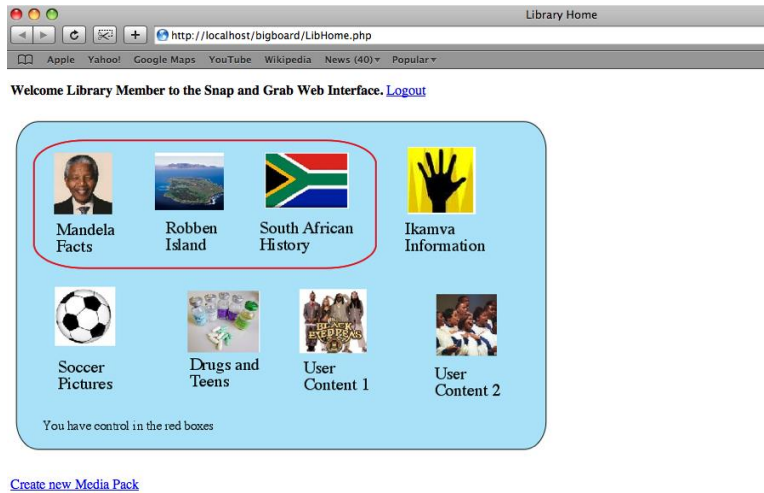 Library Home
http://localhost/bigboard/LibHome.php
Apple Yahoo! Google Maps YouTube Wikipedia News (40)▾ Popular▾
Welcome Library Member to the Snap and Grab Web Interface. Logout
Mandela
Facts
Robben
Island
South African
History
Ikamva
Information
Soccer
Pictures
Drugs and
Teens
BLACK
EYED PEAS
User
Content 1
User
Content 2
You have control in the red boxes
Create new Media Pack